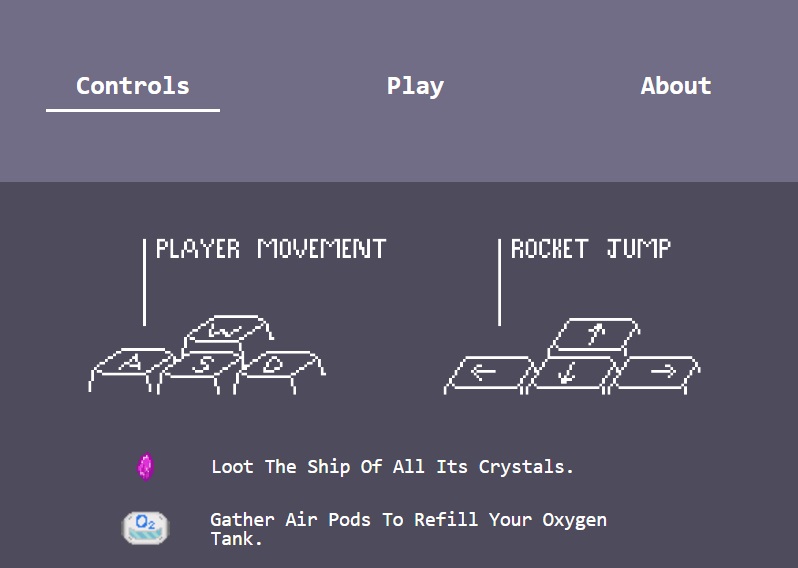 Controls Play About
PLAYER MOVEMENT ROCKET JUMP
W ↑
A S D ← ↓ →
Loot The Ship Of All Its Crystals.
O₂
Gather Air Pods To Refill Your Oxygen
Tank.